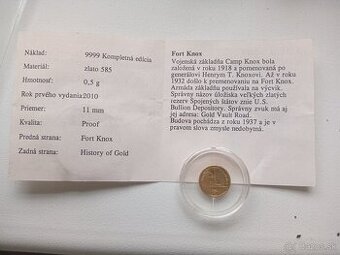 Náklad: 9999 Kompletná edícia
Materiál: zlato 585
Hmotnosť: 0,5 g
Rok prvého vydania2010
Priemer: 11 mm
Kvalita: Proof
Predná strana: Fort Knox
Zadná strana: History of Gold
Fort Knox
Vojenská základňa Camp Knox bola
založená v roku 1918 a pomenovaná po
generálovi Henrym T. Knoxovi. Až v roku
1932 došlo k premenovaniu na Fort Knox.
Armáda základňu používala na výcvik.
Správny názov úložiska veľkých zlatých
rezerv Spojených štátov znie U.S.
Bullion Depository. Správny zvuk naň aj
jej adresa: Gold Vault Road.
Budova pochádza z roku 1937 a je v
pravom slova zmysle nedobytná.